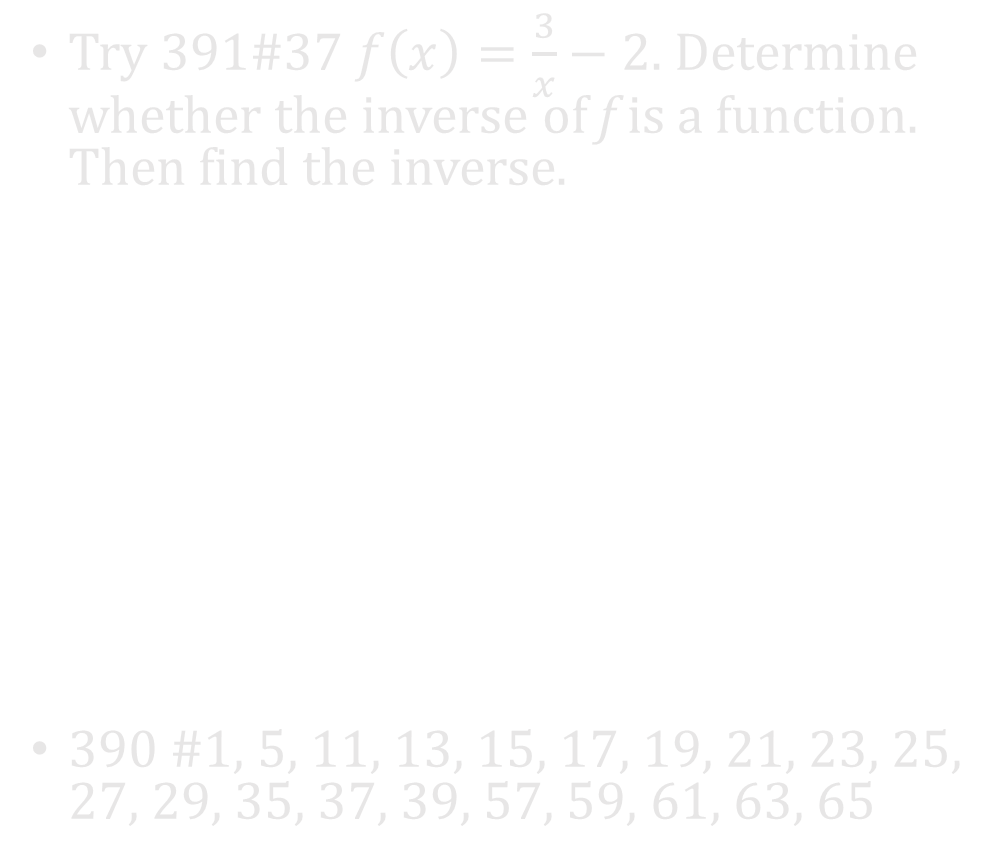 • Try 391#37 f(x) = 3/x − 2. Determine
whether the inverse of f is a function.
Then find the inverse.
• 390 #1, 5, 11, 13, 15, 17, 19, 21, 23, 25,
27, 29, 35, 37, 39, 57, 59, 61, 63, 65